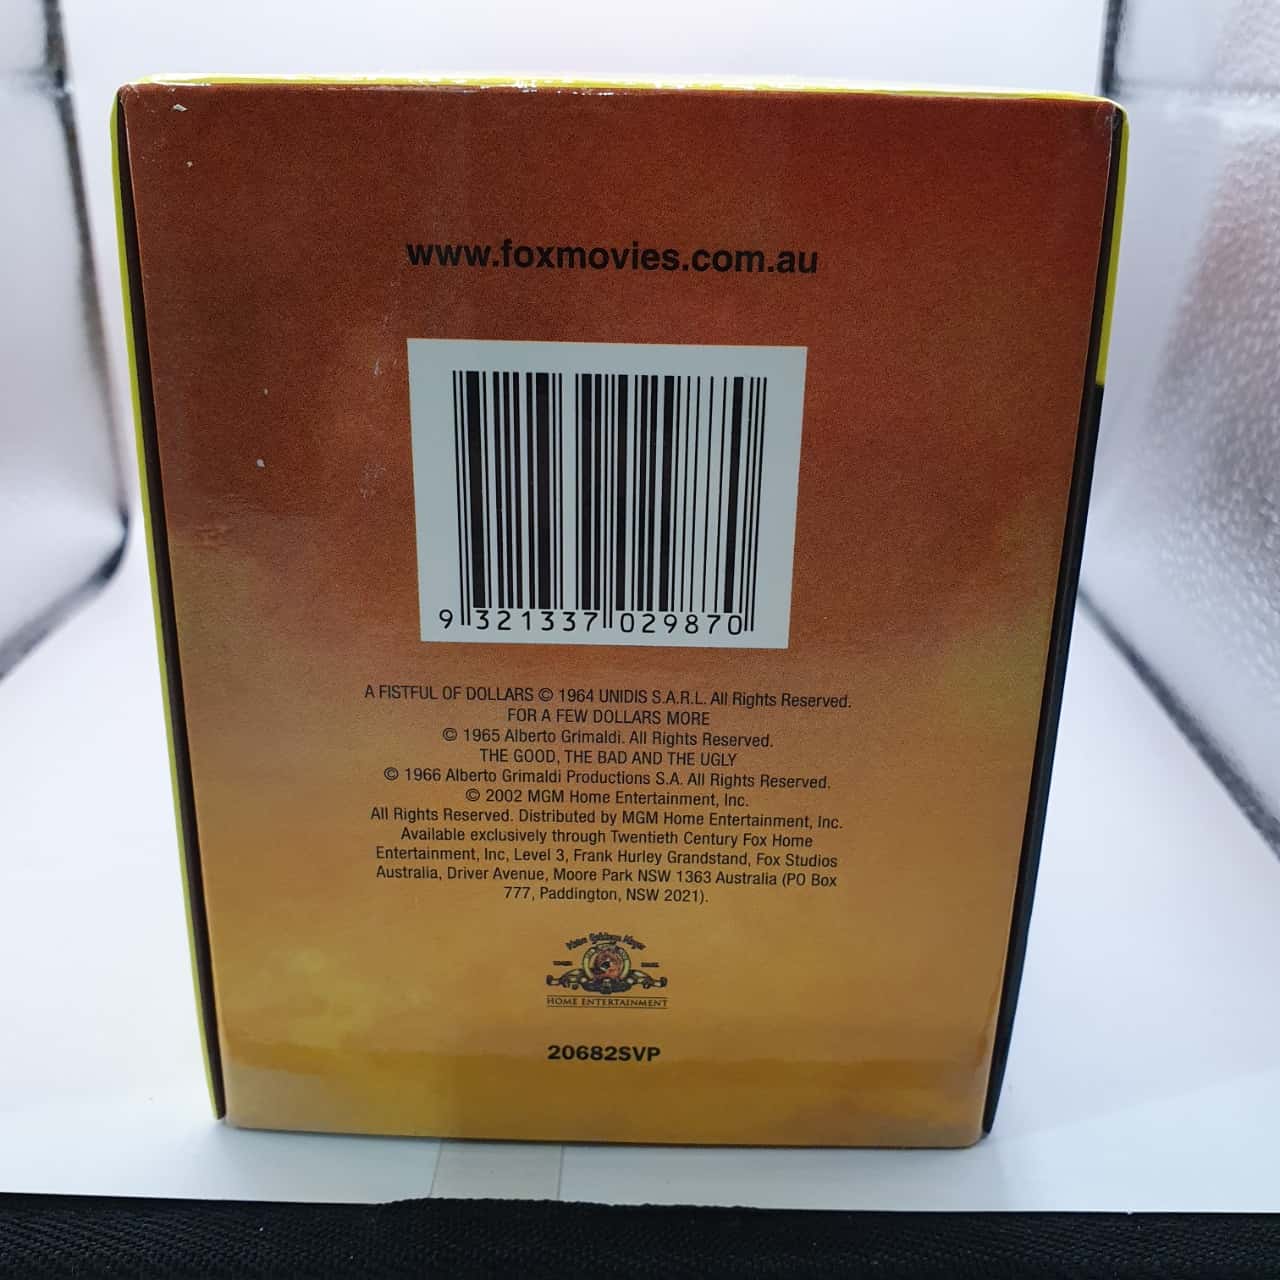 www.foxmovies.com.au
9 321337 029870
A FISTFUL OF DOLLARS © 1964 UNIDIS S.A.R.L. All Rights Reserved.
FOR A FEW DOLLARS MORE
© 1965 Alberto Grimaldi. All Rights Reserved.
THE GOOD, THE BAD AND THE UGLY
© 1966 Alberto Grimaldi Productions S.A. All Rights Reserved.
© 2002 MGM Home Entertainment, Inc.
All Rights Reserved. Distributed by MGM Home Entertainment, Inc.
Available exclusively through Twentieth Century Fox Home
Entertainment, Inc, Level 3, Frank Hurley Grandstand, Fox Studios
Australia, Driver Avenue, Moore Park NSW 1363 Australia (PO Box
777, Paddington, NSW 2021).
Metro Goldwyn Mayer
HOME ENTERTAINMENT
20682SVP